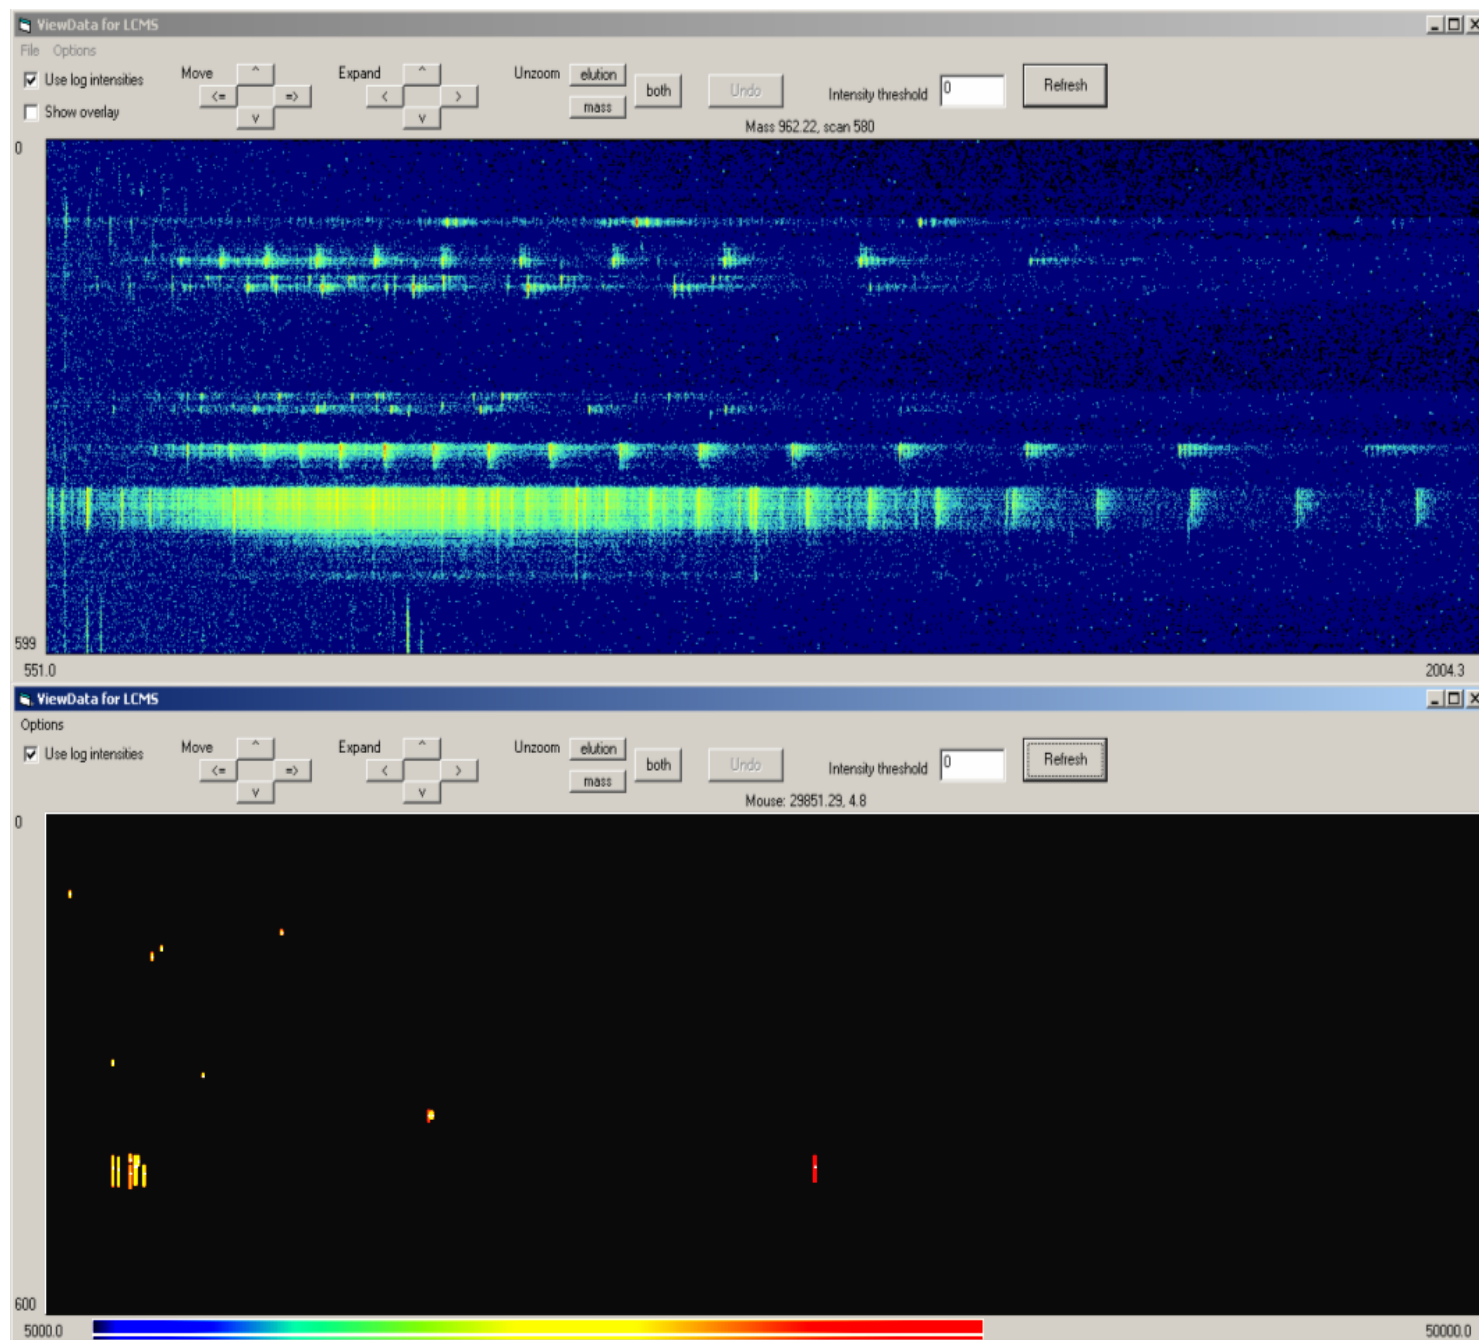 ViewData for LCMS
File Options
Use log intensities
Show overlay
Move ^ <= => v
Expand ^ < > v
Unzoom elution mass both
Undo
Intensity threshold 0
Refresh
Mass 962.22, scan 580
0
599
551.0 2004.3
ViewData for LCMS
Options
Use log intensities
Move ^ <= => v
Expand ^ < > v
Unzoom elution mass both
Undo
Intensity threshold 0
Refresh
Mouse: 29851.29, 4.8
0
600
5000.0 50000.0